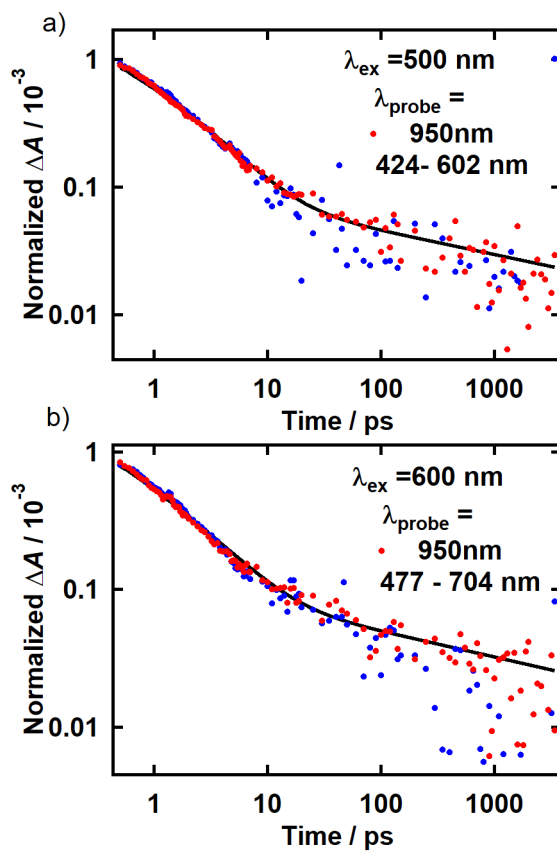 a)
Normalized ΔA / 10⁻³
1
0.1
0.01
λex =500 nm
λprobe =
950nm
424- 602 nm
1 10 100 1000
Time / ps
b)
Normalized ΔA / 10⁻³
1
0.1
0.01
λex =600 nm
λprobe =
950nm
477 - 704 nm
1 10 100 1000
Time / ps